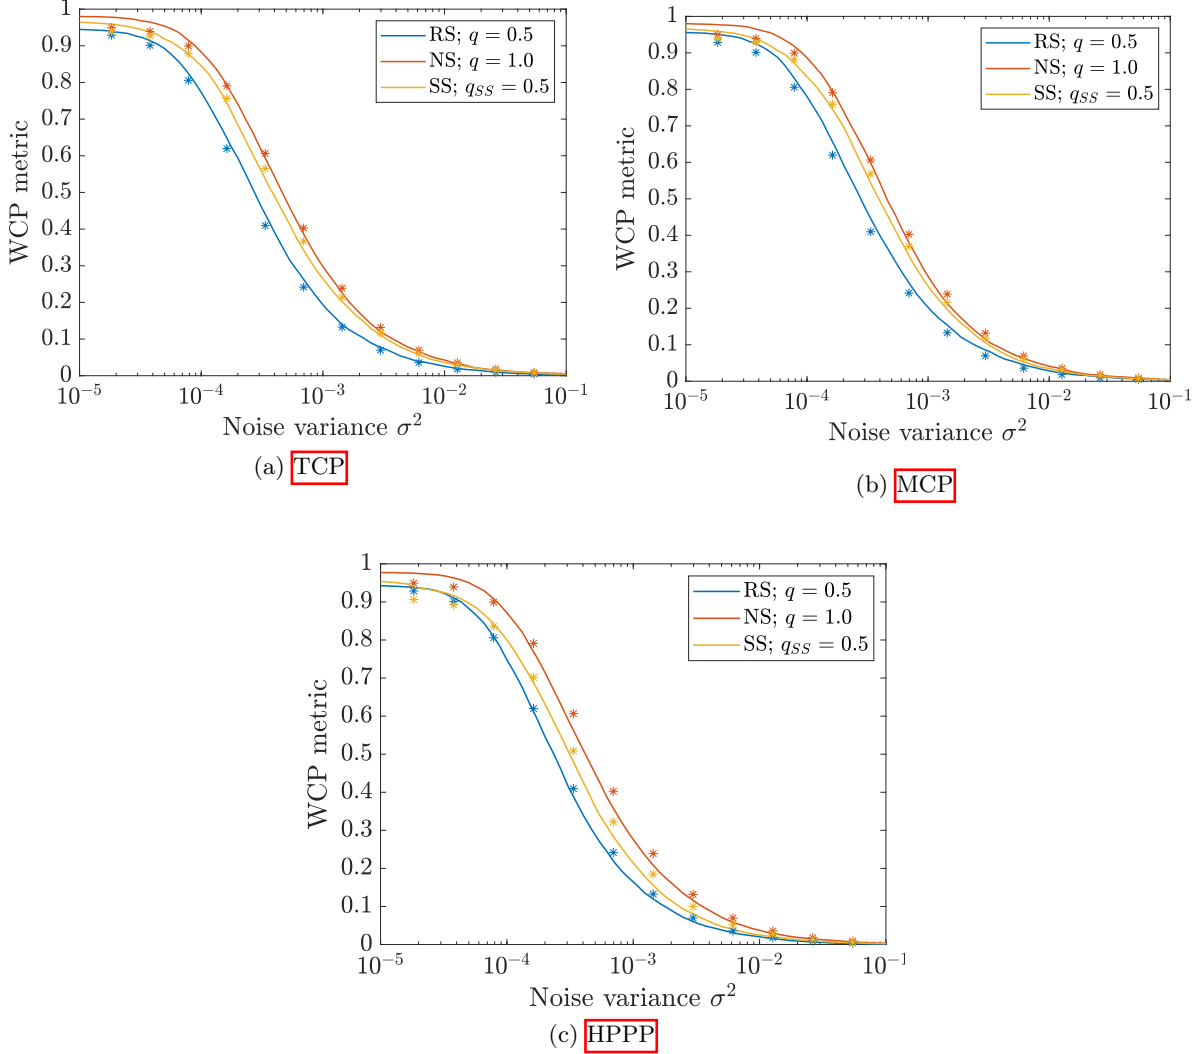 1
0.9
0.8
0.7
0.6
0.5
0.4
0.3
0.2
0.1
0
WCP metric
RS; q = 0.5
NS; q = 1.0
SS; q_{SS} = 0.5
10^{-5} 10^{-4} 10^{-3} 10^{-2} 10^{-1}
Noise variance σ^2
(a) TCP
1
0.9
0.8
0.7
0.6
0.5
0.4
0.3
0.2
0.1
0
WCP metric
RS; q = 0.5
NS; q = 1.0
SS; q_{SS} = 0.5
10^{-5} 10^{-4} 10^{-3} 10^{-2} 10^{-1}
Noise variance σ^2
(b) MCP
1
0.9
0.8
0.7
0.6
0.5
0.4
0.3
0.2
0.1
0
WCP metric
RS; q = 0.5
NS; q = 1.0
SS; q_{SS} = 0.5
10^{-5} 10^{-4} 10^{-3} 10^{-2} 10^{-1}
Noise variance σ^2
(c) HPPP